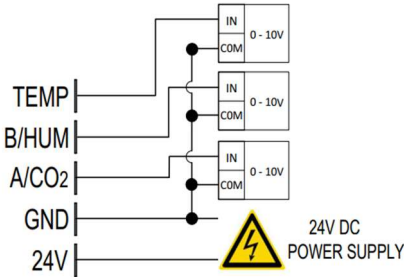 IN
0 - 10V
COM
TEMP
IN
0 - 10V
COM
B/HUM
IN
0 - 10V
COM
A/CO2
GND
24V DC
POWER SUPPLY
24V